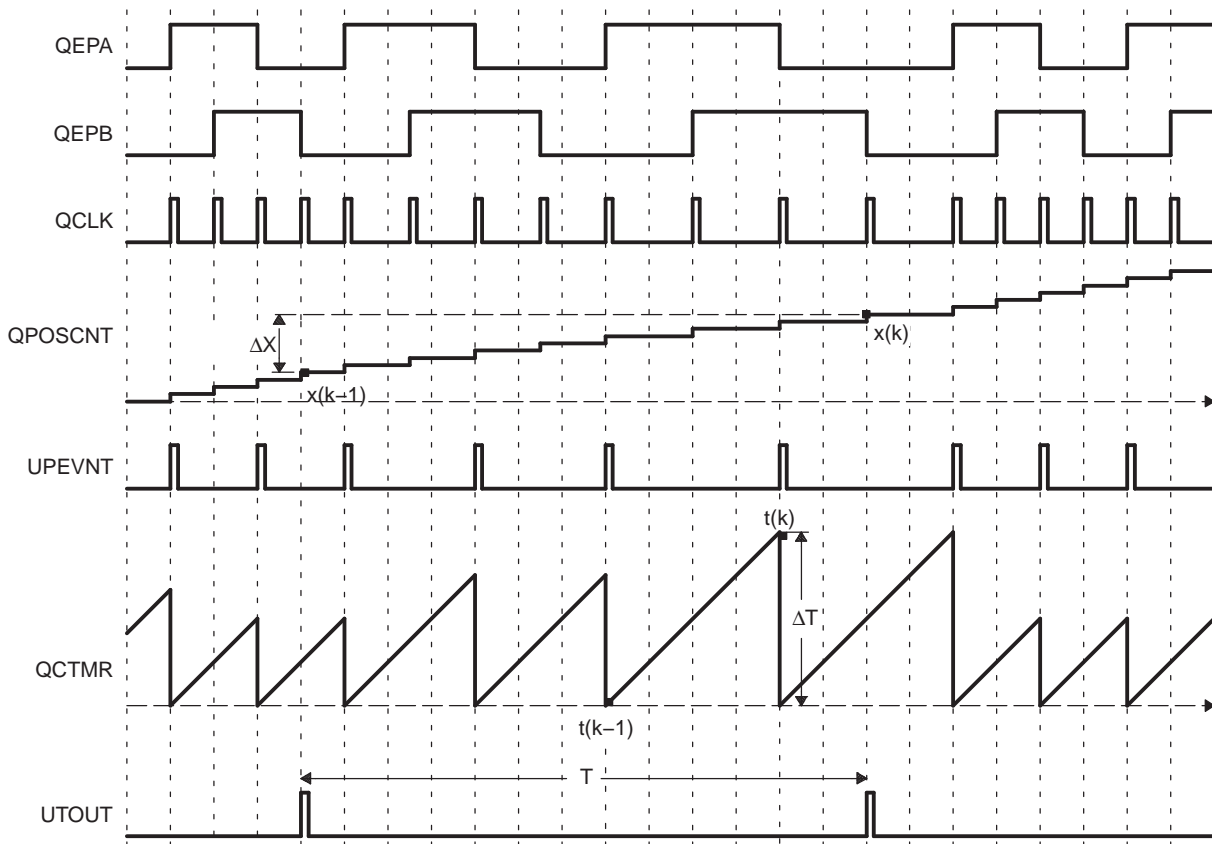 QEPA
QEPB
QCLK
QPOSCNT
ΔX
x(k)
x(k−1)
UPEVNT
t(k)
ΔT
QCTMR
t(k−1)
T
UTOUT